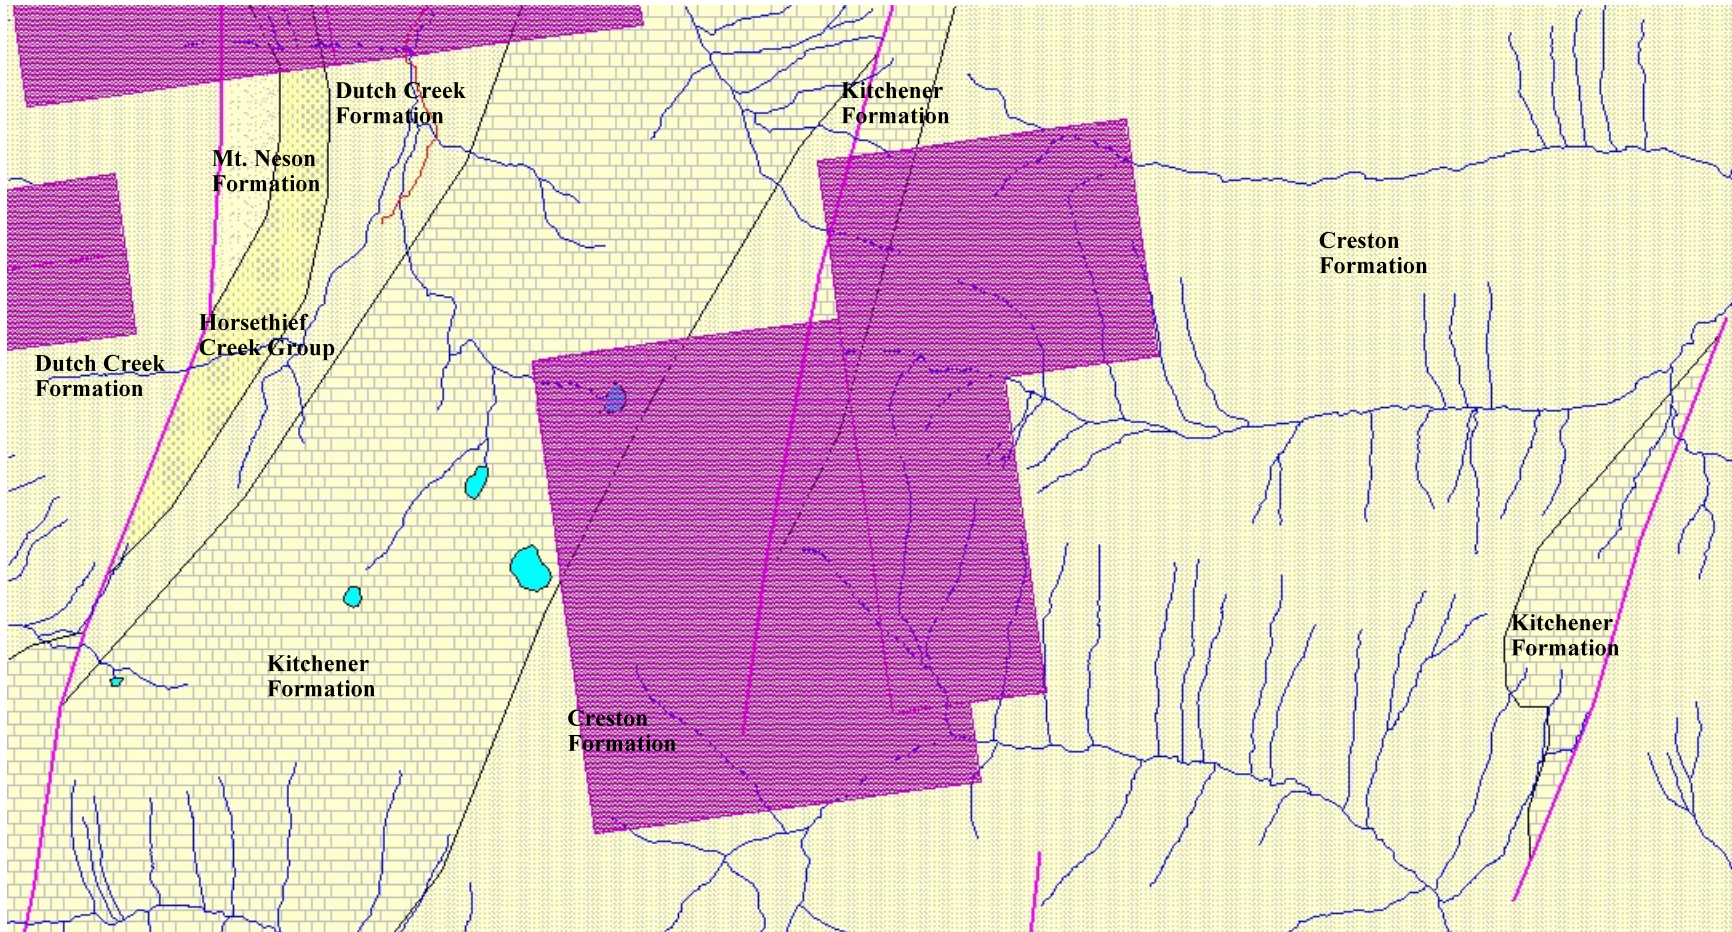 Dutch Creek
Formation
Kitchener
Formation
Mt. Neson
Formation
Creston
Formation
Horsethief
Creek Group
Dutch Creek
Formation
Kitchener
Formation
Kitchener
Formation
Creston
Formation